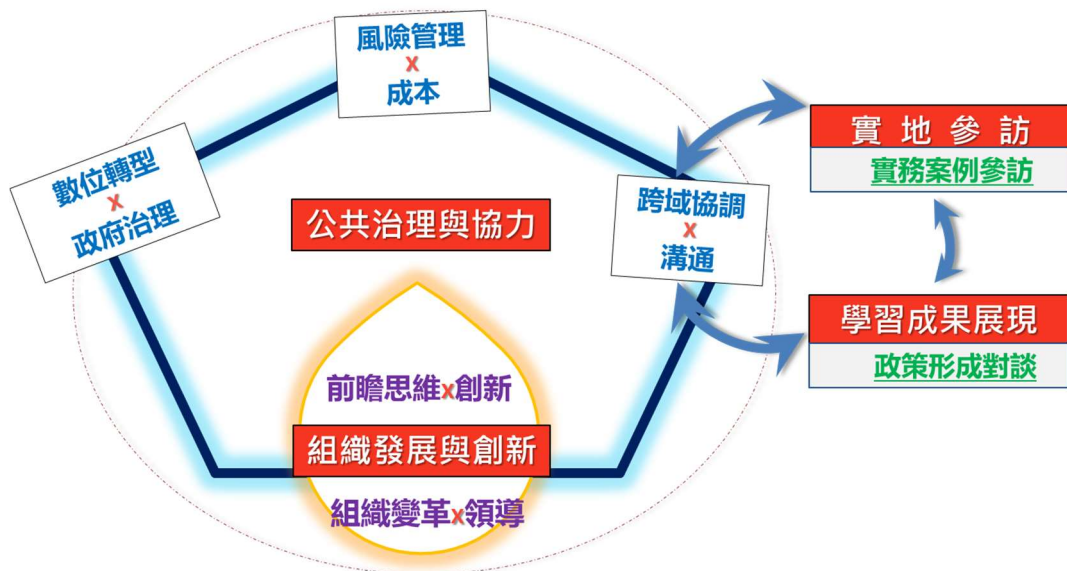 風險管理
x
成本
數位轉型
x
政府治理
跨域協調
x
溝通
公共治理與協力
前瞻思維x創新
組織發展與創新
組織變革x領導
實地參訪
實務案例參訪
學習成果展現
政策形成對談